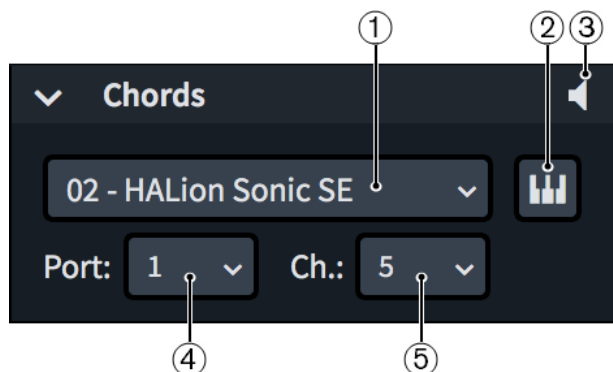 ① ② ③
Chords
02 - HALion Sonic SE
Port: 1 Ch.: 5
④ ⑤